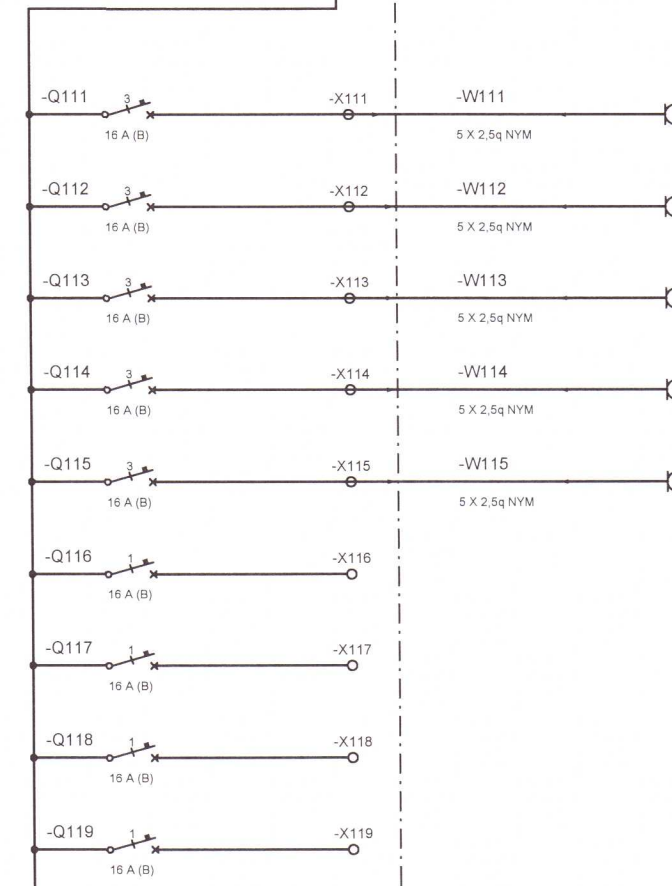 -Q111 3 -X111 -W111
16 A (B) 5 X 2,5q NYM
-Q112 3 -X112 -W112
16 A (B) 5 X 2,5q NYM
-Q113 3 -X113 -W113
16 A (B) 5 X 2,5q NYM
-Q114 3 -X114 -W114
16 A (B) 5 X 2,5q NYM
-Q115 3 -X115 -W115
16 A (B) 5 X 2,5q NYM
-Q116 1 -X116
16 A (B)
-Q117 1 -X117
16 A (B)
-Q118 1 -X118
16 A (B)
-Q119 1 -X119
16 A (B)